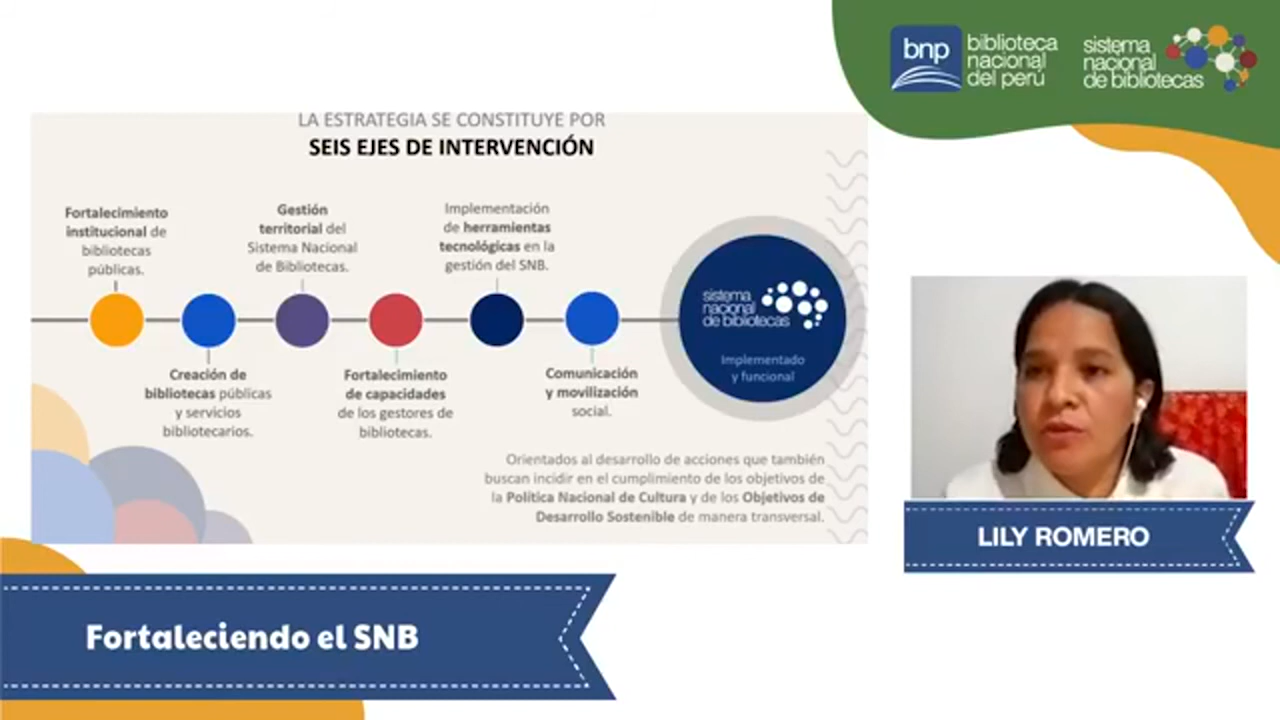 bnp
biblioteca
nacional
del perú
sistema
nacional
de bibliotecas
LA ESTRATEGIA SE CONSTITUYE POR
SEIS EJES DE INTERVENCIÓN
Fortalecimiento
institucional de
bibliotecas
públicas.
Creación de
bibliotecas públicas
y servicios
bibliotecarios.
Gestión
territorial del
Sistema Nacional
de Bibliotecas.
Fortalecimiento
de capacidades
de los gestores de
bibliotecas.
Implementación
de herramientas
tecnológicas en la
gestión del SNB.
Comunicación
y movilización
social.
sistema
nacional
de bibliotecas
Implementado
y funcional
Orientados al desarrollo de acciones que también
buscan incidir en el cumplimiento de los objetivos de
la Política Nacional de Cultura y de los Objetivos de
Desarrollo Sostenible de manera transversal.
LILY ROMERO
Fortaleciendo el SNB